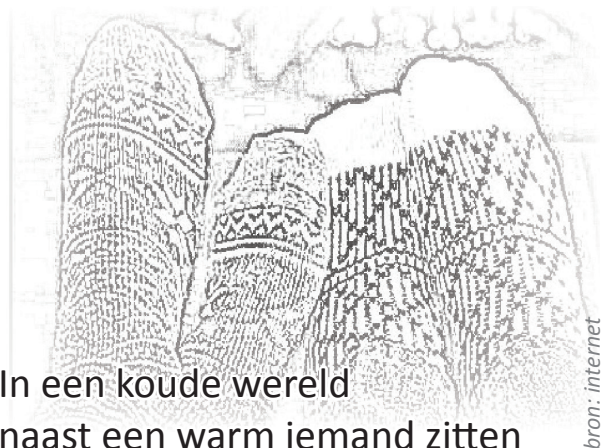 In een koude wereld
naast een warm iemand zitten
bron: internet